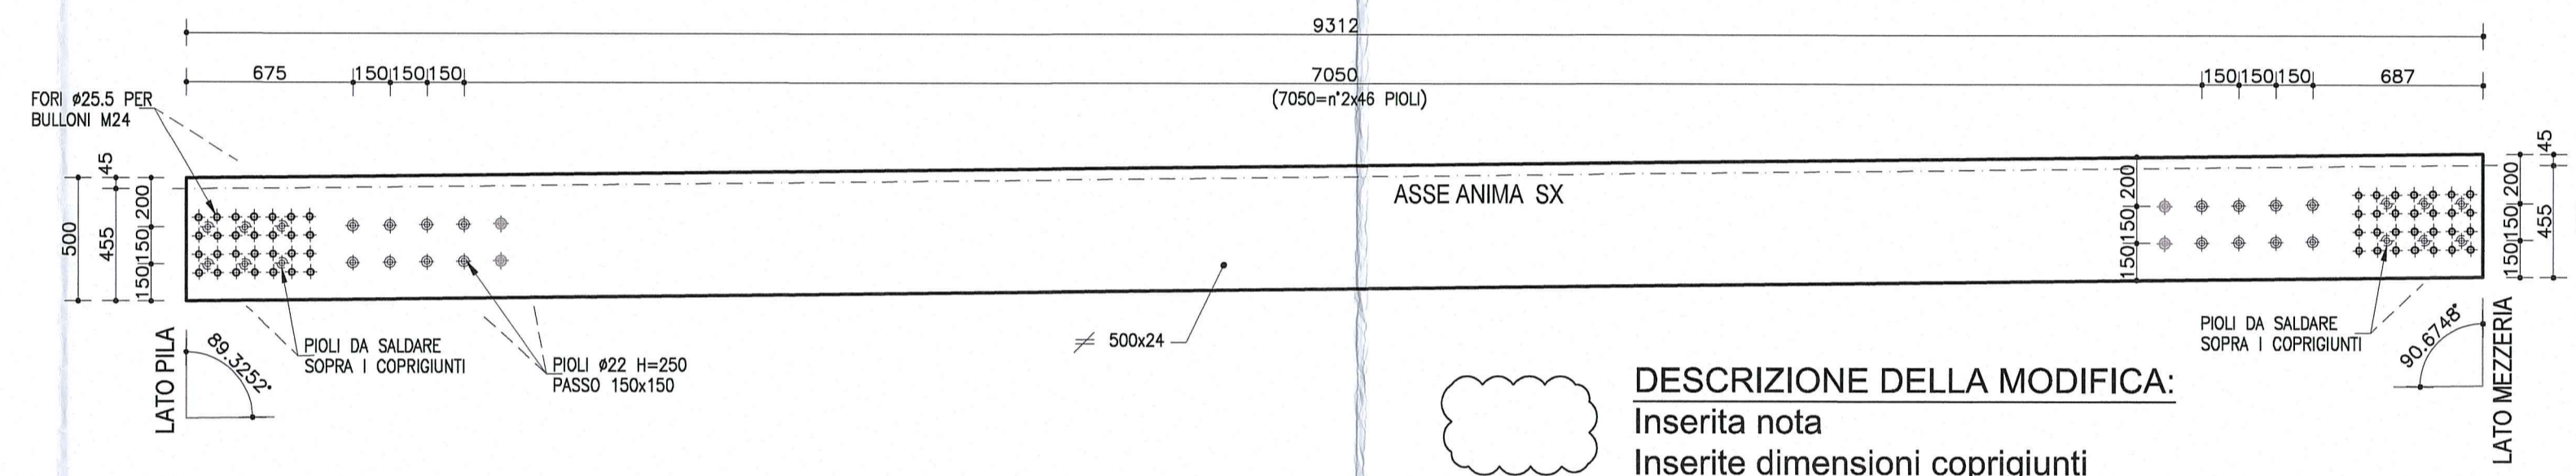 9312
675
150 150 150
7050
(7050=n°2x46 PIOLI)
150 150 150
687
FORI ø25.5 PER
BULLONI M24
45
500
455
150 150 200
ASSE ANIMA SX
150 150 200
45
150 150 200
455
LATO PILA
89.3252°
PIOLI DA SALDARE
SOPRA I COPRIGIUNTI
PIOLI ø22 H=250
PASSO 150x150
500x24
PIOLI DA SALDARE
SOPRA I COPRIGIUNTI
90.6748°
LATO MEZZERIA
DESCRIZIONE DELLA MODIFICA:
Inserita nota
Inserite dimensioni coprigiunti